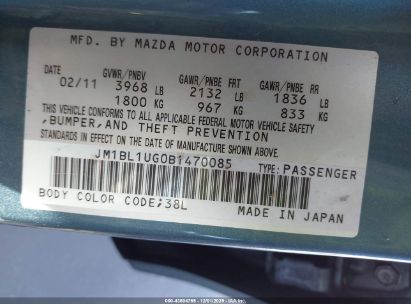 MFD. BY MAZDA MOTOR CORPORATION
GVWR/PNBV GAWR/PNBE FRT GAWR/PNBE RR
02/11 3968 LB 2132 LB 1836 LB
1800 KG 967 KG 833 KG
THIS VEHICLE CONFORMS TO ALL APPLICABLE FEDERAL MOTOR VEHICLE SAFETY
,BUMPER,AND THEFT PREVENTION
STANDARDS IN EFFECT ON THE DATE OF MANUFACTURE SHOWN ABOVE.
JM1BL1UG0B1470085 TYPE:PASSENGER
BODY COLOR CODE;38L MADE IN JAPAN